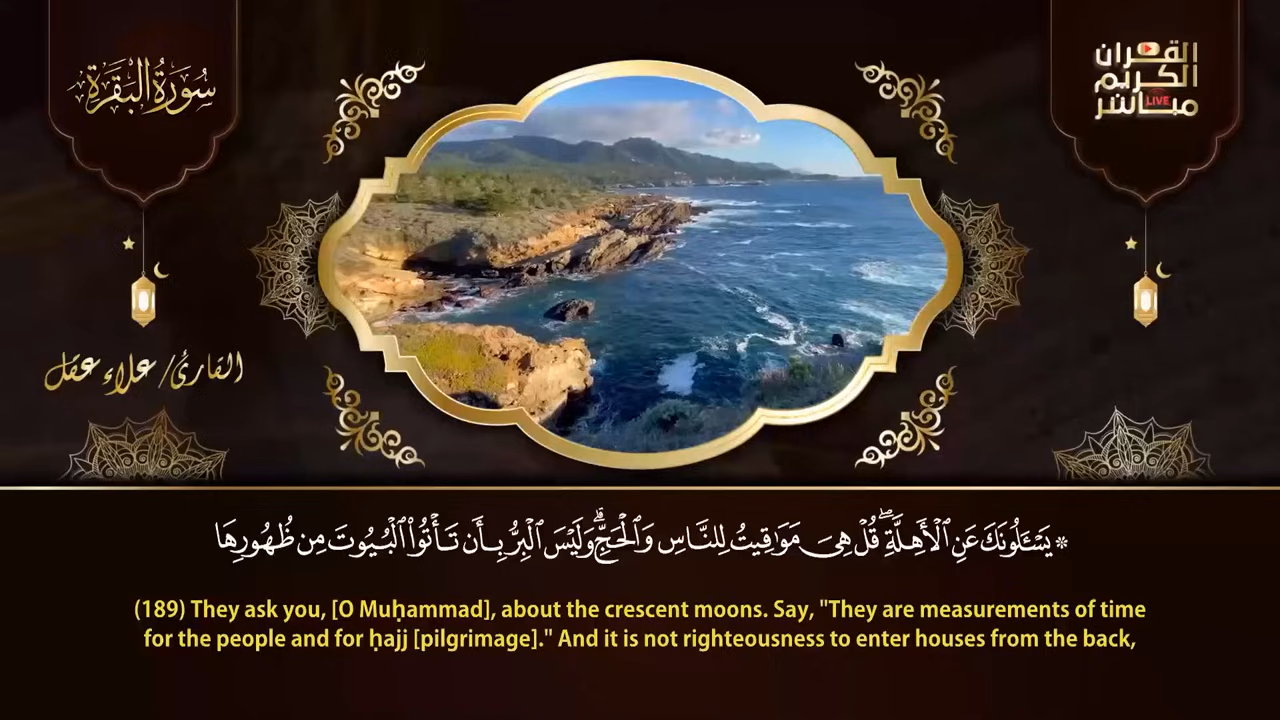 سُورَةُ البَقَرَةِ
القرآن
الكريم
مباشر
LIVE
القارئ/ علاء عقل
* يَسْـَٔلُونَكَ عَنِ ٱلْأَهِلَّةِۖ قُلْ هِىَ مَوَٰقِيتُ لِلنَّاسِ وَٱلْحَجِّۗ وَلَيْسَ ٱلْبِرُّ بِأَن تَأْتُوا۟ ٱلْبُيُوتَ مِن ظُهُورِهَا
(189) They ask you, [O Muḥammad], about the crescent moons. Say, "They are measurements of time
for the people and for ḥajj [pilgrimage]." And it is not righteousness to enter houses from the back,